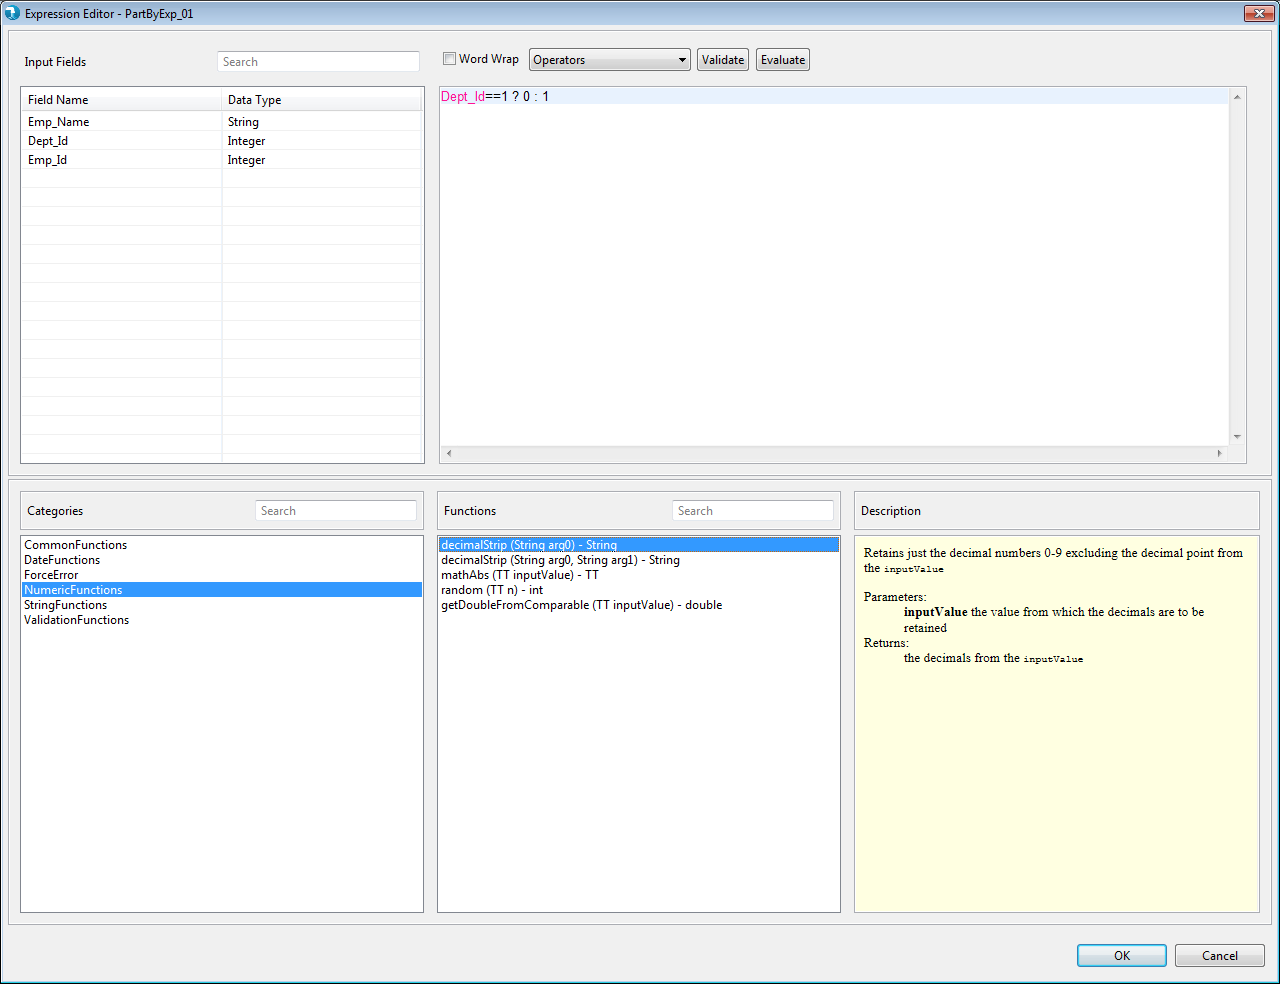 Expression Editor - PartByExp_01
Input Fields
Search
Word Wrap
Operators
Validate
Evaluate
Field Name Data Type
Emp_Name String
Dept_Id Integer
Emp_Id Integer
Dept_Id==1 ? 0 : 1
Categories
Search
CommonFunctions
DateFunctions
ForceError
NumericFunctions
StringFunctions
ValidationFunctions
Functions
Search
decimalStrip (String arg0) - String
decimalStrip (String arg0, String arg1) - String
mathAbs (TT inputValue) - TT
random (TT n) - int
getDoubleFromComparable (TT inputValue) - double
Description
Retains just the decimal numbers 0-9 excluding the decimal point from
the inputValue
Parameters:
inputValue the value from which the decimals are to be
retained
Returns:
the decimals from the inputValue
OK
Cancel